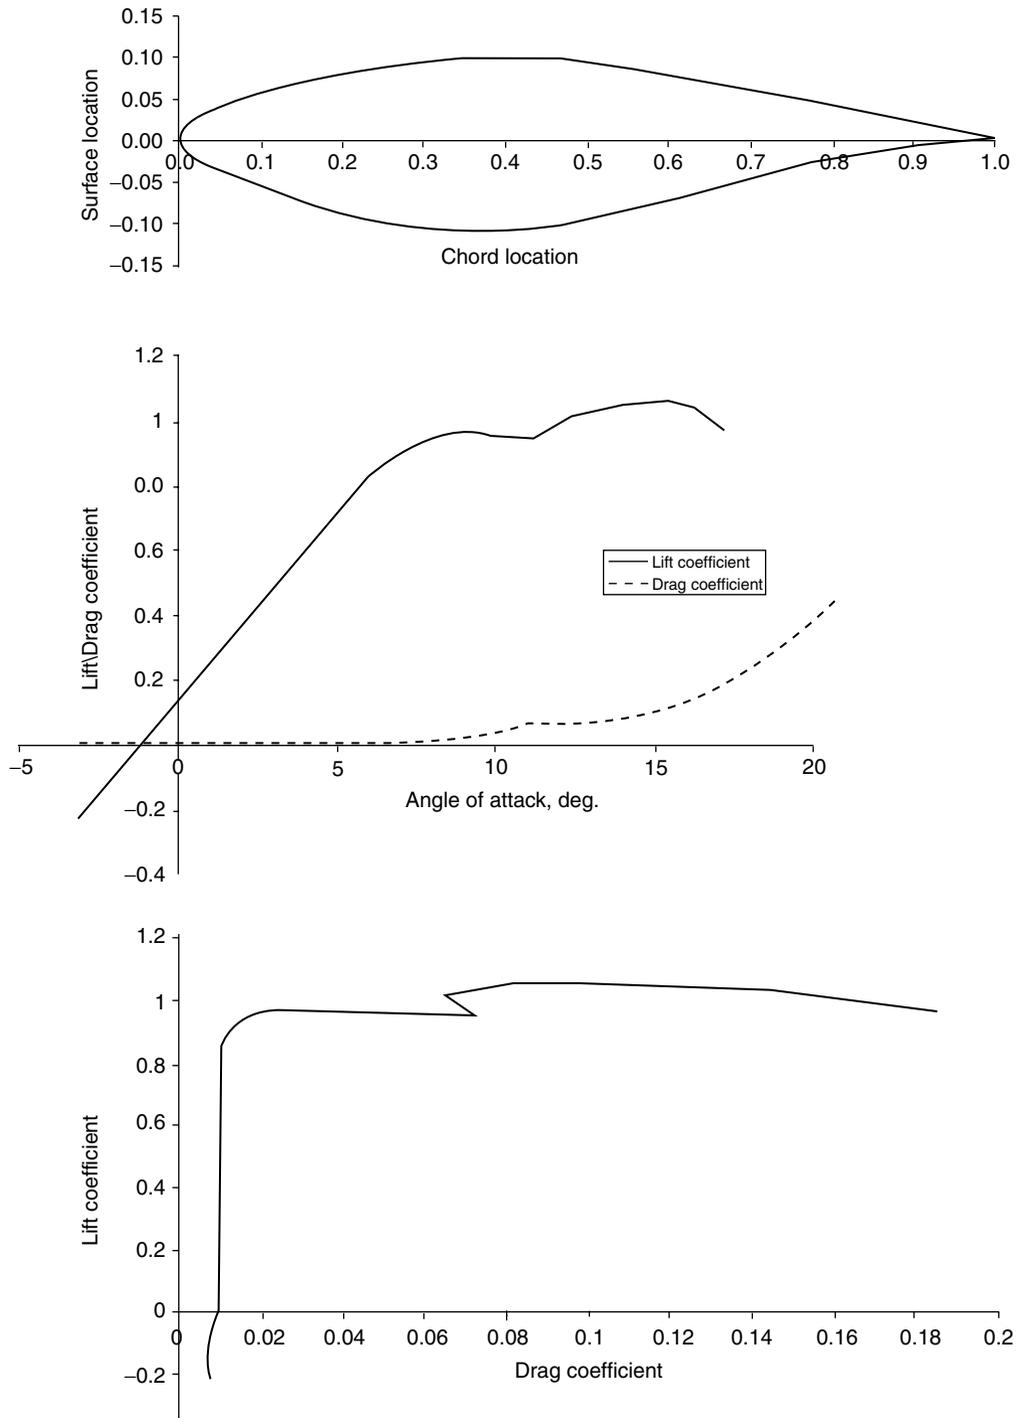 0.15
0.10
0.05
0.00
0.0 0.1 0.2 0.3 0.4 0.5 0.6 0.7 0.8 0.9 1.0
−0.05
−0.10
−0.15
Surface location
Chord location
1.2
1
0.0
0.6
0.4
0.2
Lift\Drag coefficient
Lift coefficient
Drag coefficient
−5 0 5 10 15 20
Angle of attack, deg.
−0.2
−0.4
1.2
1
0.8
0.6
0.4
0.2
0
Lift coefficient
0 0.02 0.04 0.06 0.08 0.1 0.12 0.14 0.16 0.18 0.2
Drag coefficient
−0.2